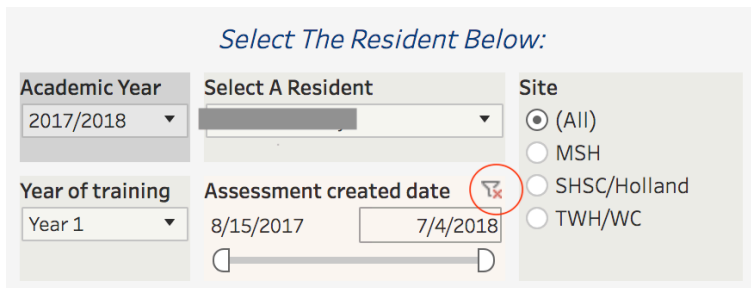 Select The Resident Below:
Academic Year
2017/2018
Select A Resident
Site
(All)
MSH
SHSC/Holland
TWH/WC
Year of training
Year 1
Assessment created date
8/15/2017
7/4/2018